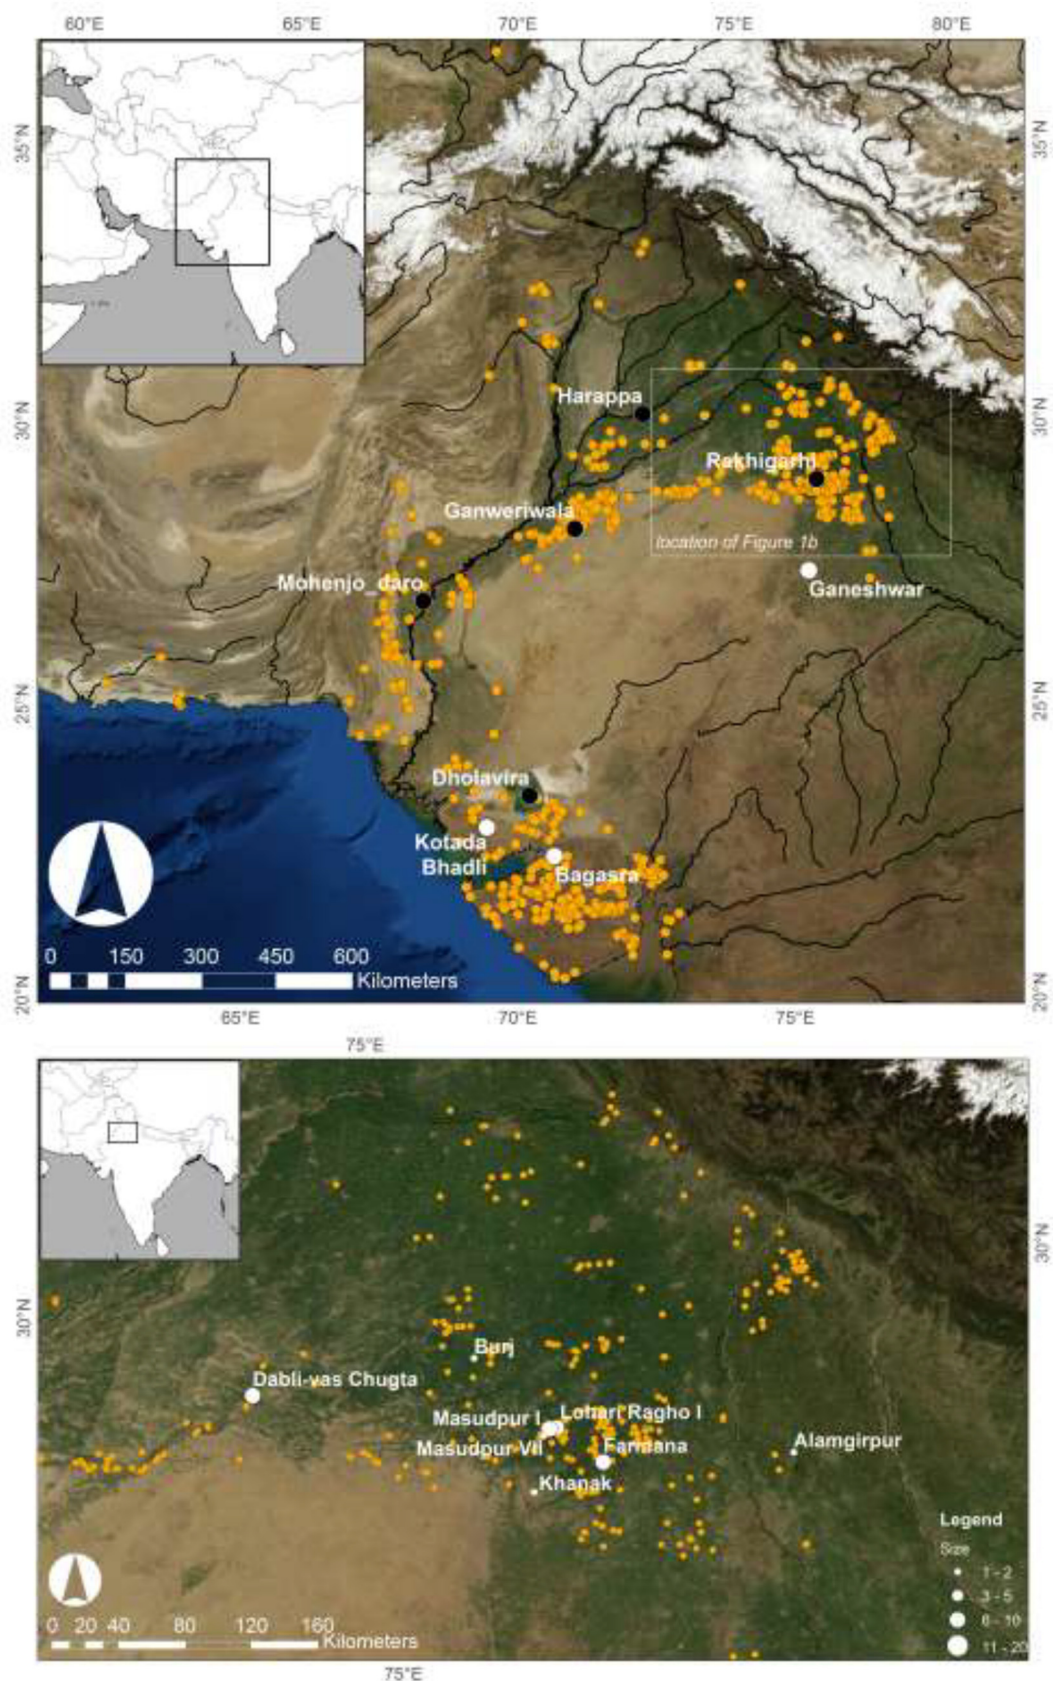 60°E 65°E 70°E 75°E 80°E
35°N 35°N
Harappa
30°N 30°N
Rakhigarhi
Ganweriwala
location of Figure 1b
Mohenjo_daro
Ganeshwar
25°N 25°N
Dholavira
Kotada
Bhadli
Bagasra
0 150 300 450 600
Kilometers
20°N 20°N
65°E 70°E 75°E
75°E
30°N
30°N
Burj
Dabli-vas Chugta
Masudpur I Lohari Ragho I
Masudpur VII Farmana
Alamgirpur
Khanak
Legend
Size
1 - 2
3 - 5
6 - 10
11 - 20
0 20 40 80 120 160
Kilometers
75°E